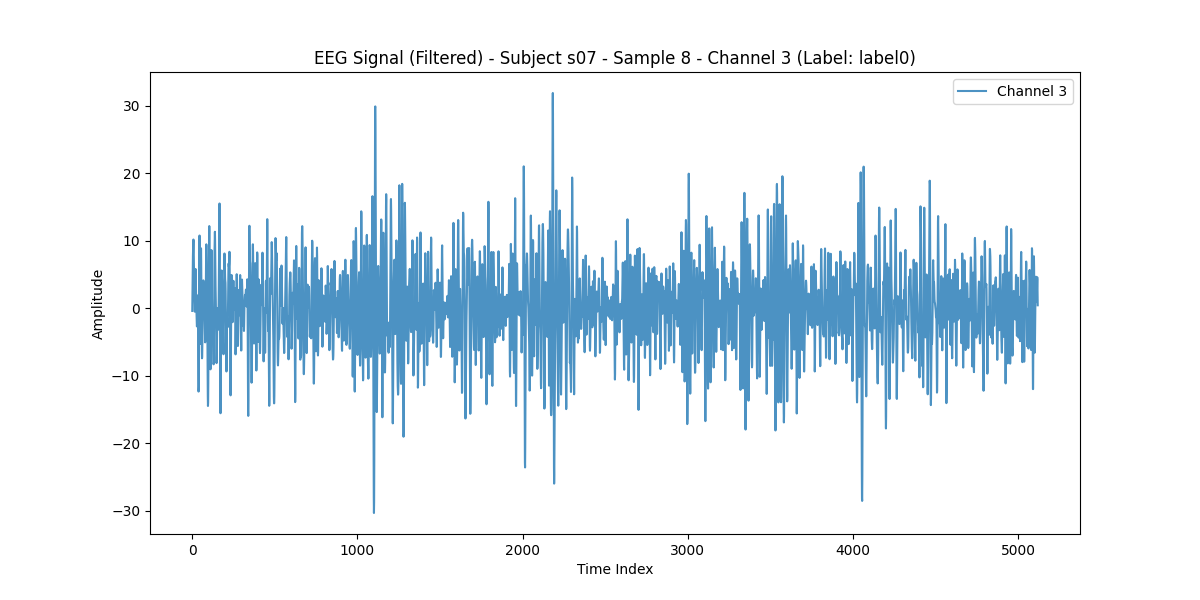 EEG Signal (Filtered) - Subject s07 - Sample 8 - Channel 3 (Label: label0)
Channel 3
30
20
10
0
−10
−20
−30
Amplitude
0 1000 2000 3000 4000 5000
Time Index